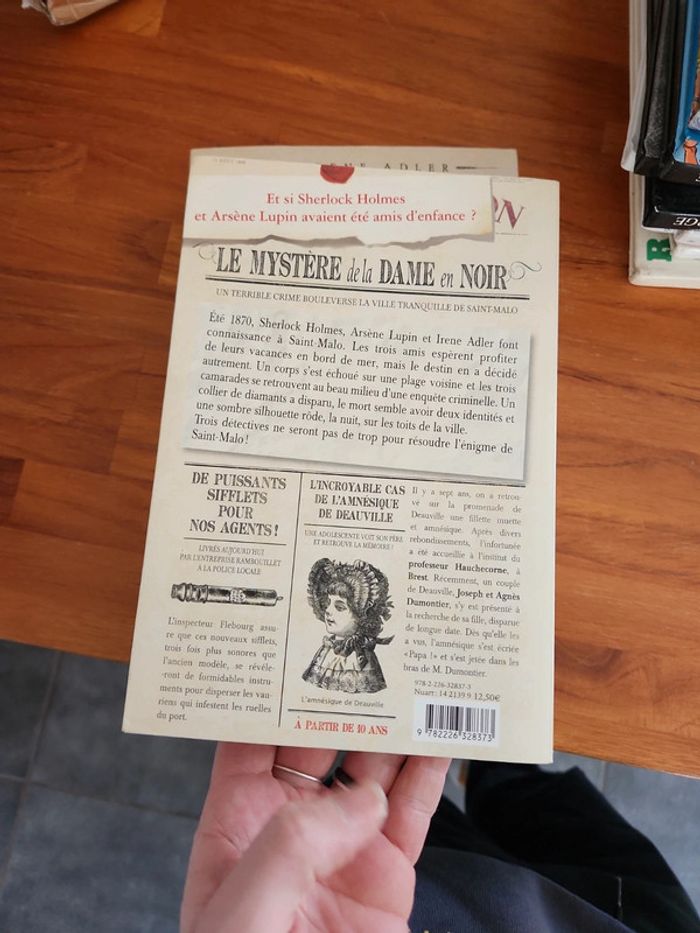 ENE ADLER
Et si Sherlock Holmes
et Arsène Lupin avaient été amis d'enfance ?
ON
LE MYSTÈRE de la DAME en NOIR
UN TERRIBLE CRIME BOULEVERSE LA VILLE TRANQUILLE DE SAINT-MALO
Été 1870, Sherlock Holmes, Arsène Lupin et Irene Adler font
connaissance à Saint-Malo. Les trois amis espèrent profiter
de leurs vacances en bord de mer, mais le destin en a décidé
autrement. Un corps s'est échoué sur une plage voisine et les trois
camarades se retrouvent au beau milieu d'une enquête criminelle. Un
collier de diamants a disparu, le mort semble avoir deux identités et
une sombre silhouette rôde, la nuit, sur les toits de la ville.
Trois détectives ne seront pas de trop pour résoudre l'énigme de
Saint-Malo !
DE PUISSANTS
SIFFLETS
POUR
NOS AGENTS !
LIVRÉS AUJOURD'HUI
PAR L'ENTREPRISE RAMBOUILLET
À LA POLICE LOCALE
L'inspecteur Flebourg assu-
re que ces nouveaux sifflets,
trois fois plus sonores que
l'ancien modèle, se révéle-
ront de formidables instru-
ments pour disperser les vau-
riens qui infestent les ruelles
du port.
L'INCROYABLE CAS
DE L'AMNÉSIQUE
DE DEAUVILLE
UNE ADOLESCENTE VOIT SON PÈRE
ET RETROUVE LA MÉMOIRE !
L'amnésique de Deauville
À PARTIR DE 10 ANS
Il y a sept ans, on a retrou-
vé sur la promenade de
Deauville une fillette muette
et amnésique. Après divers
rebondissements, l'infortunée
a été accueillie à l'institut du
professeur Hauchecorne, à
Brest. Récemment, un couple
de Deauville, Joseph et Agnès
Dumontier, s'y est présenté à
la recherche de sa fille, disparue
de longue date. Dès qu'elle les
a vus, l'amnésique s'est écriée
« Papa ! » et s'est jetée dans les
bras de M. Dumontier.
978-2-226-32837-3
Nuart : 14 2139 9 12,50€
9 782226 328373
GE
R